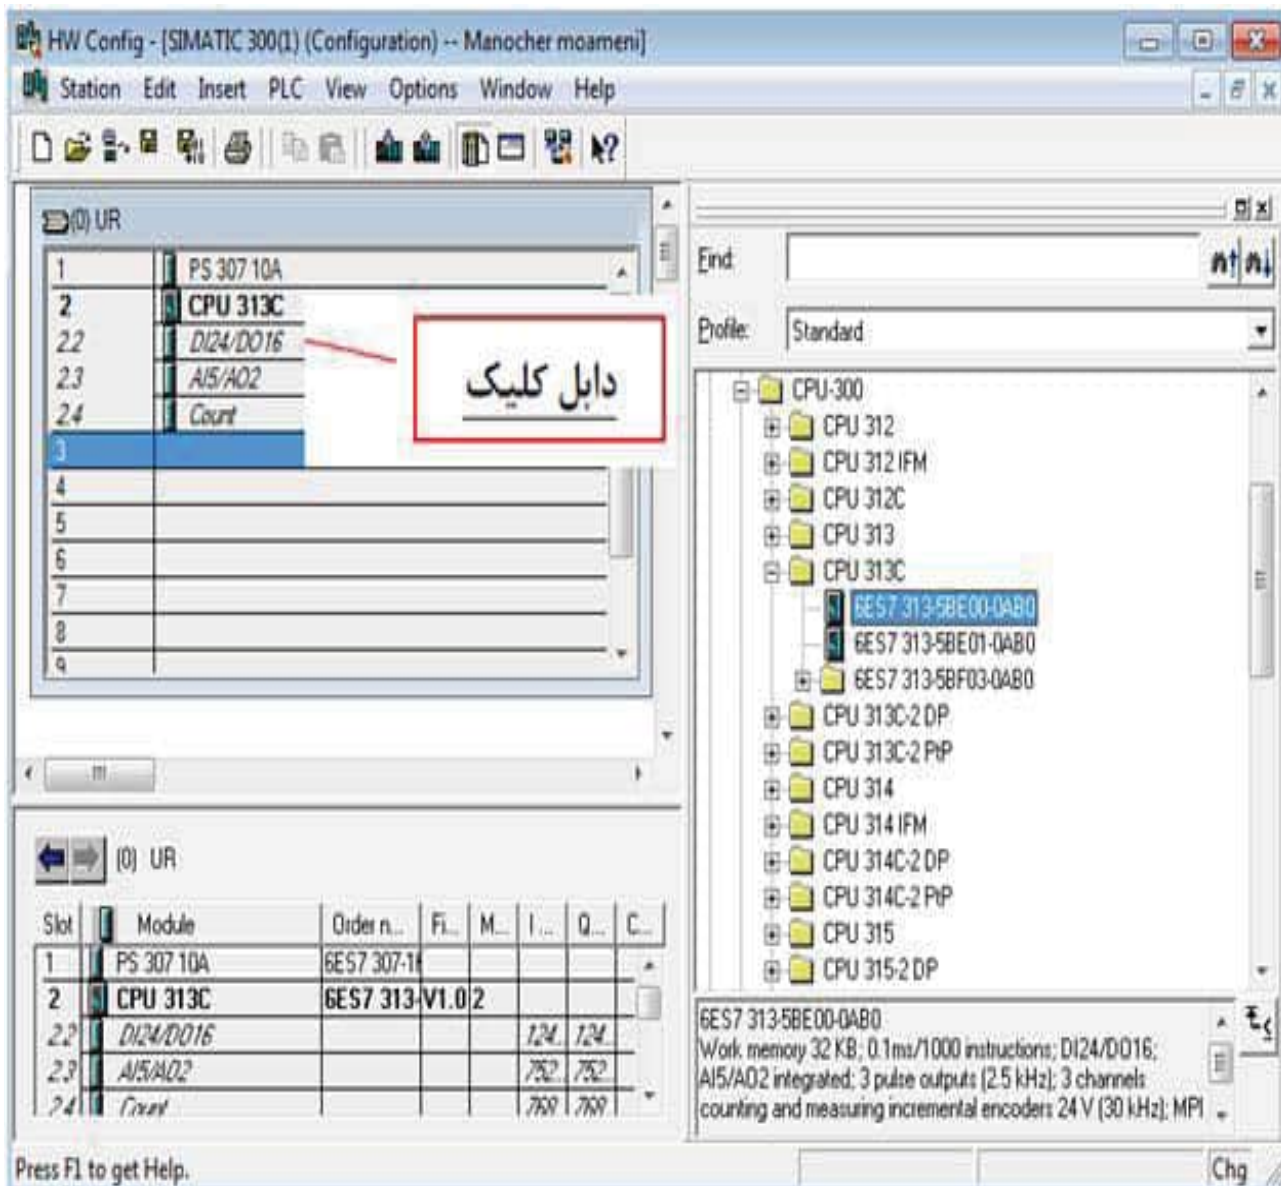 HW Config - [SIMATIC 300(1) (Configuration) -- Manocher moameni]
Station Edit Insert PLC View Options Window Help
(0) UR
1 PS 307 10A
2 CPU 313C
2.2 DI24/DO16
2.3 AI5/AO2
2.4 Count
3
4
5
6
7
8
9
دابل کلیک
Find:
Profile: Standard
CPU-300
CPU 312
CPU 312 IFM
CPU 312C
CPU 313
CPU 313C
6ES7 313-5BE00-0AB0
6ES7 313-5BE01-0AB0
6ES7 313-5BF03-0AB0
CPU 313C-2 DP
CPU 313C-2 PtP
CPU 314
CPU 314 IFM
CPU 314C-2 DP
CPU 314C-2 PtP
CPU 315
CPU 315-2 DP
(0) UR
Slot Module Order n... Fi... M... I ... Q... C...
1 PS 307 10A 6ES7 307-1
2 CPU 313C 6ES7 313- V1.0 2
2.2 DI24/DO16 124... 124...
2.3 AI5/AO2 752... 752...
2.4 Count 768 768
6ES7 313-5BE00-0AB0
Work memory 32 KB; 0.1ms/1000 instructions; DI24/DO16;
AI5/AO2 integrated; 3 pulse outputs (2.5 kHz); 3 channels
counting and measuring incremental encoders 24 V (30 kHz); MPI
Press F1 to get Help.
Chg